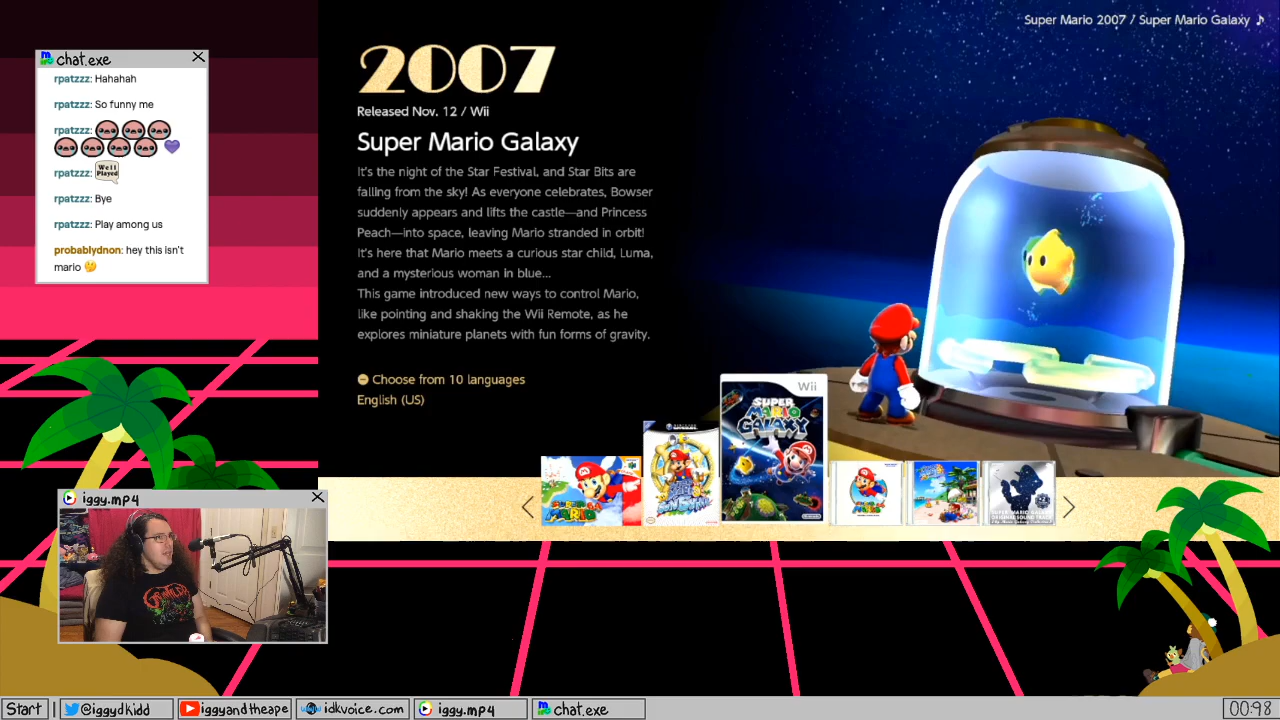 chat.exe
rpatzzz: Hahahah
rpatzzz: So funny me
rpatzzz:
rpatzzz: Well Played
rpatzzz: Bye
rpatzzz: Play among us
probablydnon: hey this isn't
mario 🤔
Super Mario 2007 / Super Mario Galaxy ♪
2007
Released Nov. 12 / Wii
Super Mario Galaxy
It's the night of the Star Festival, and Star Bits are
falling from the sky! As everyone celebrates, Bowser
suddenly appears and lifts the castle—and Princess
Peach—into space, leaving Mario stranded in orbit!
It's here that Mario meets a curious star child, Luma,
and a mysterious woman in blue...
This game introduced new ways to control Mario,
like pointing and shaking the Wii Remote, as he
explores miniature planets with fun forms of gravity.
Choose from 10 languages
English (US)
Wii
SUPER
MARIO
GALAXY
iggy.mp4
Start
@iggydkidd
iggyandtheape
idkvoice.com
iggy.mp4
chat.exe
00:98